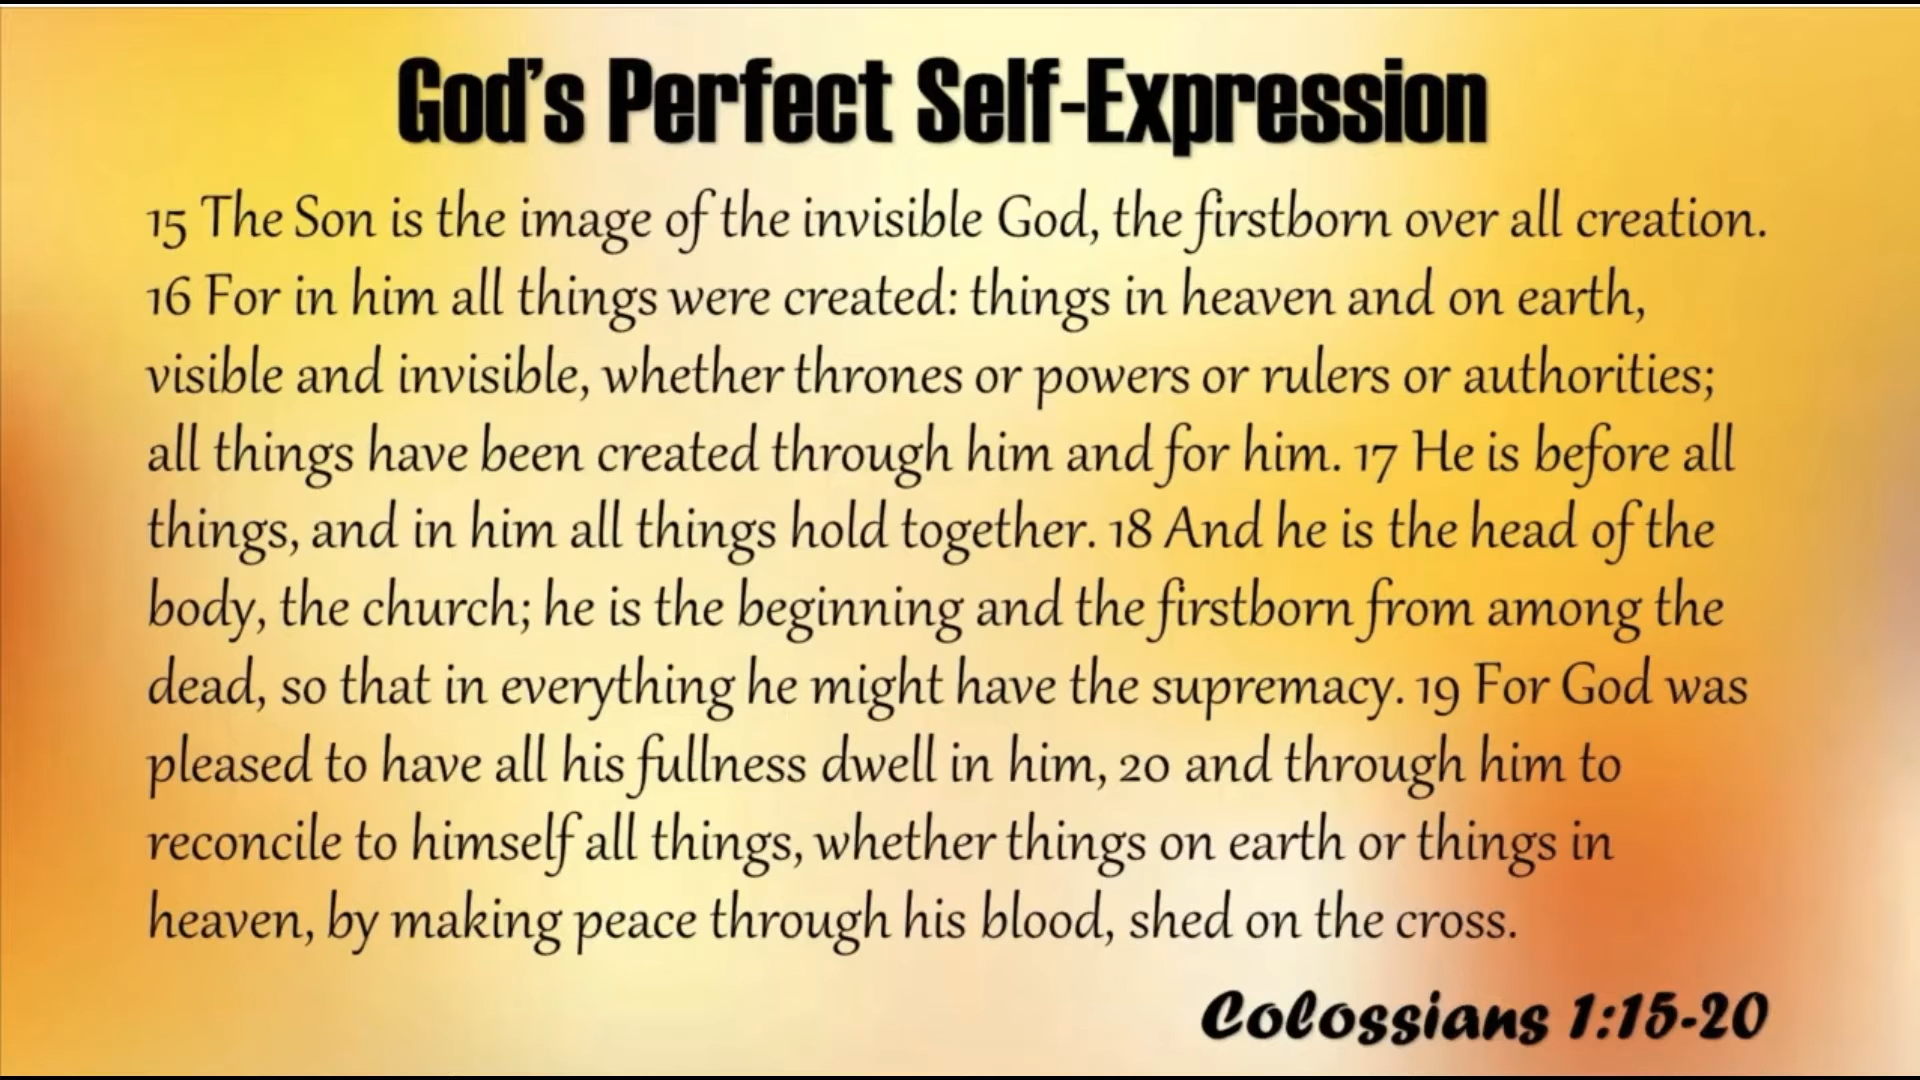 God's Perfect Self-Expression
15 The Son is the image of the invisible God, the firstborn over all creation.
16 For in him all things were created: things in heaven and on earth,
visible and invisible, whether thrones or powers or rulers or authorities;
all things have been created through him and for him. 17 He is before all
things, and in him all things hold together. 18 And he is the head of the
body, the church; he is the beginning and the firstborn from among the
dead, so that in everything he might have the supremacy. 19 For God was
pleased to have all his fullness dwell in him, 20 and through him to
reconcile to himself all things, whether things on earth or things in
heaven, by making peace through his blood, shed on the cross.
Colossians 1:15-20